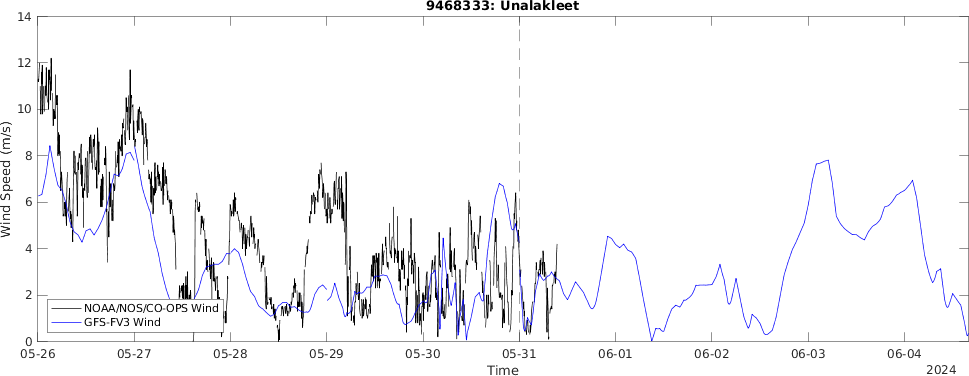 9468333: Unalakleet
14
12
10
8
6
4
2
0
Wind Speed (m/s)
NOAA/NOS/CO-OPS Wind
GFS-FV3 Wind
05-26 05-27 05-28 05-29 05-30 05-31 06-01 06-02 06-03 06-04
Time
2024